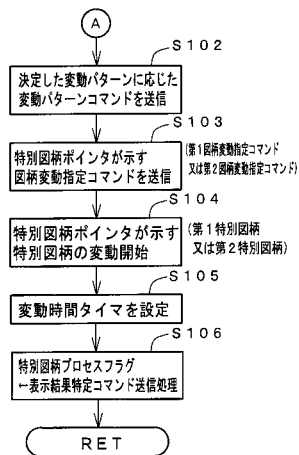 A
S102
決定した変動パターンに応じた
変動パターンコマンドを送信
S103
特別図柄ポインタが示す
図柄変動指定コマンドを送信
(第1図柄変動指定コマンド
又は第2図柄変動指定コマンド)
S104
特別図柄ポインタが示す
特別図柄の変動開始
(第1特別図柄
又は第2特別図柄)
S105
変動時間タイマを設定
S106
特別図柄プロセスフラグ
←表示結果特定コマンド送信処理
RET